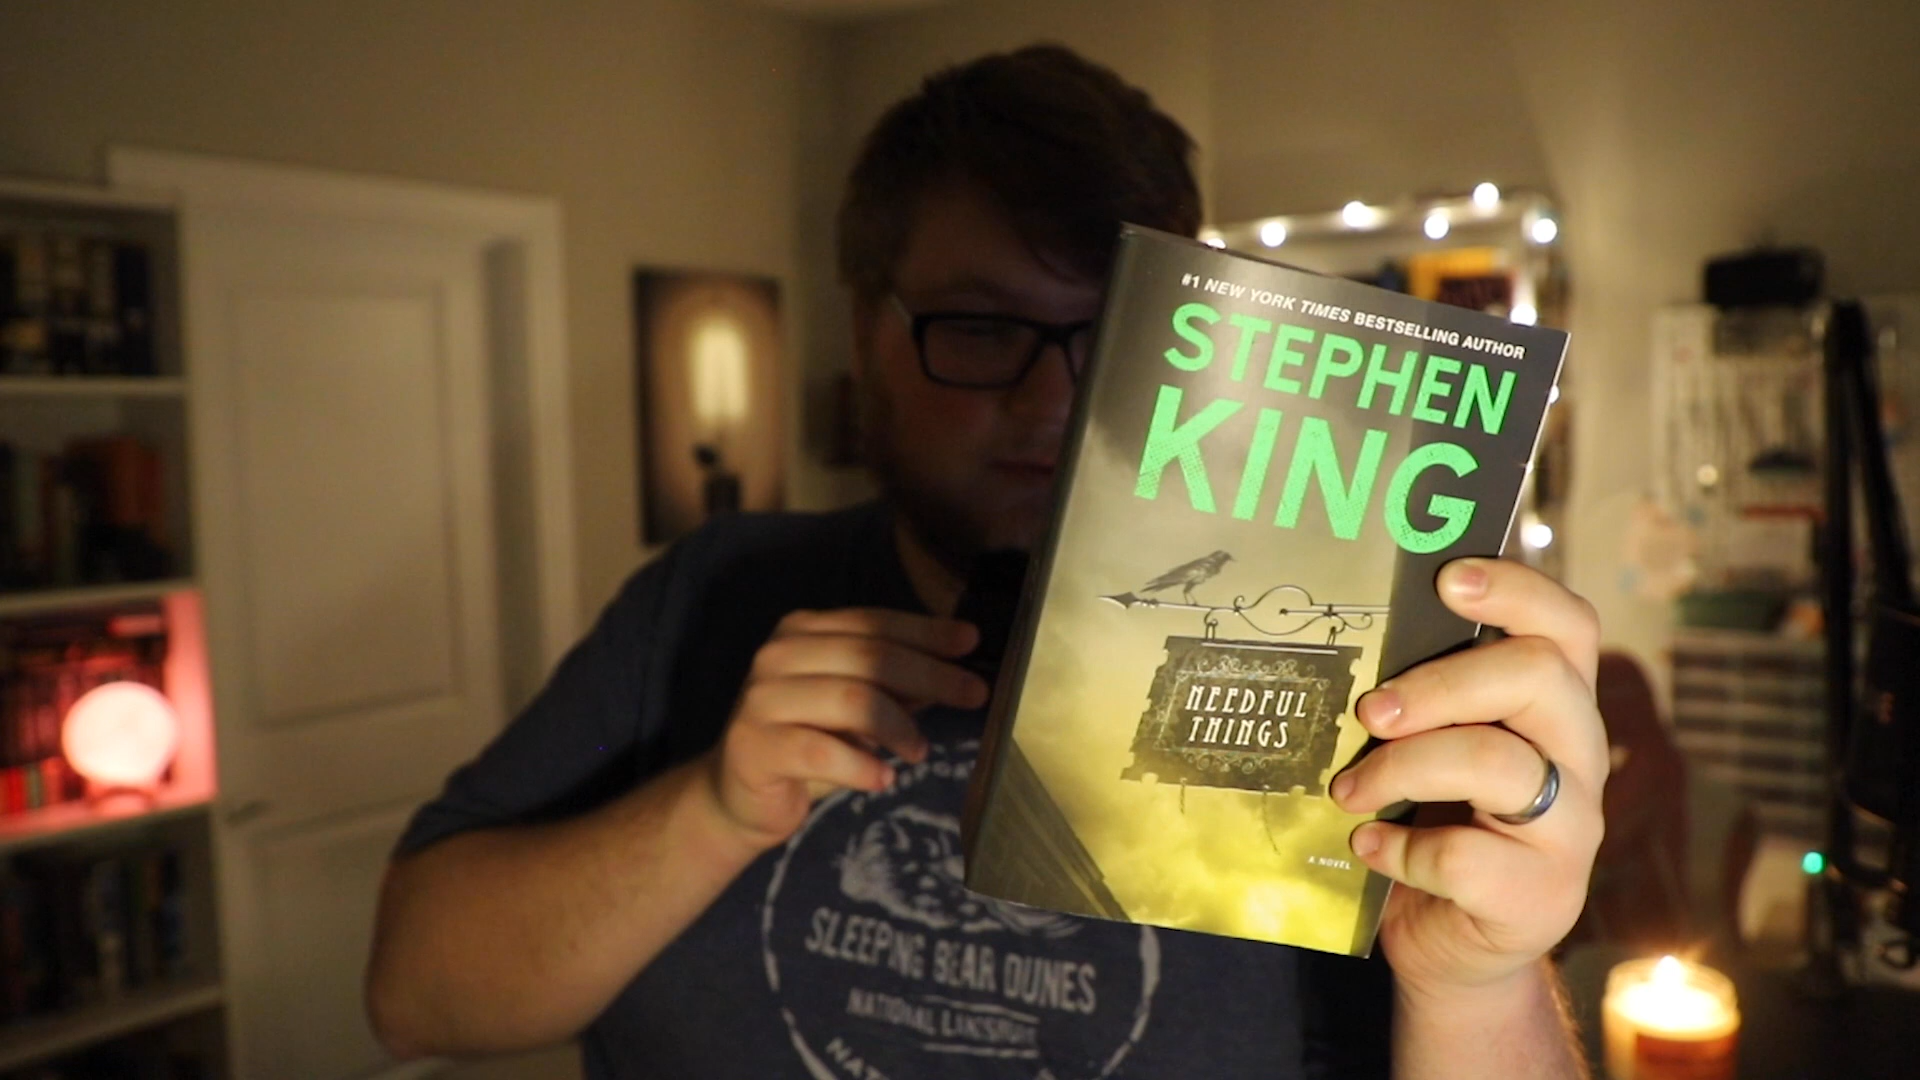 #1 NEW YORK TIMES BESTSELLING AUTHOR
STEPHEN
KING
NEEDFUL
THINGS
A NOVEL
SLEEPING BEAR DUNES
NATIONAL LAKESHORE